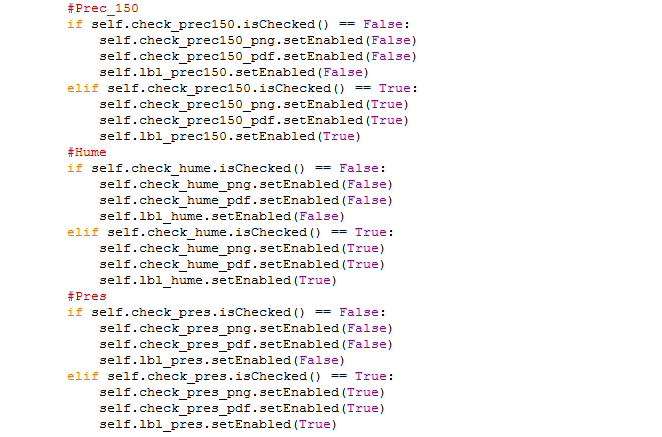 #Prec_150
if self.check_prec150.isChecked() == False:
    self.check_prec150_png.setEnabled(False)
    self.check_prec150_pdf.setEnabled(False)
    self.lbl_prec150.setEnabled(False)
elif self.check_prec150.isChecked() == True:
    self.check_prec150_png.setEnabled(True)
    self.check_prec150_pdf.setEnabled(True)
    self.lbl_prec150.setEnabled(True)
#Hume
if self.check_hume.isChecked() == False:
    self.check_hume_png.setEnabled(False)
    self.check_hume_pdf.setEnabled(False)
    self.lbl_hume.setEnabled(False)
elif self.check_hume.isChecked() == True:
    self.check_hume_png.setEnabled(True)
    self.check_hume_pdf.setEnabled(True)
    self.lbl_hume.setEnabled(True)
#Pres
if self.check_pres.isChecked() == False:
    self.check_pres_png.setEnabled(False)
    self.check_pres_pdf.setEnabled(False)
    self.lbl_pres.setEnabled(False)
elif self.check_pres.isChecked() == True:
    self.check_pres_png.setEnabled(True)
    self.check_pres_pdf.setEnabled(True)
    self.lbl_pres.setEnabled(True)